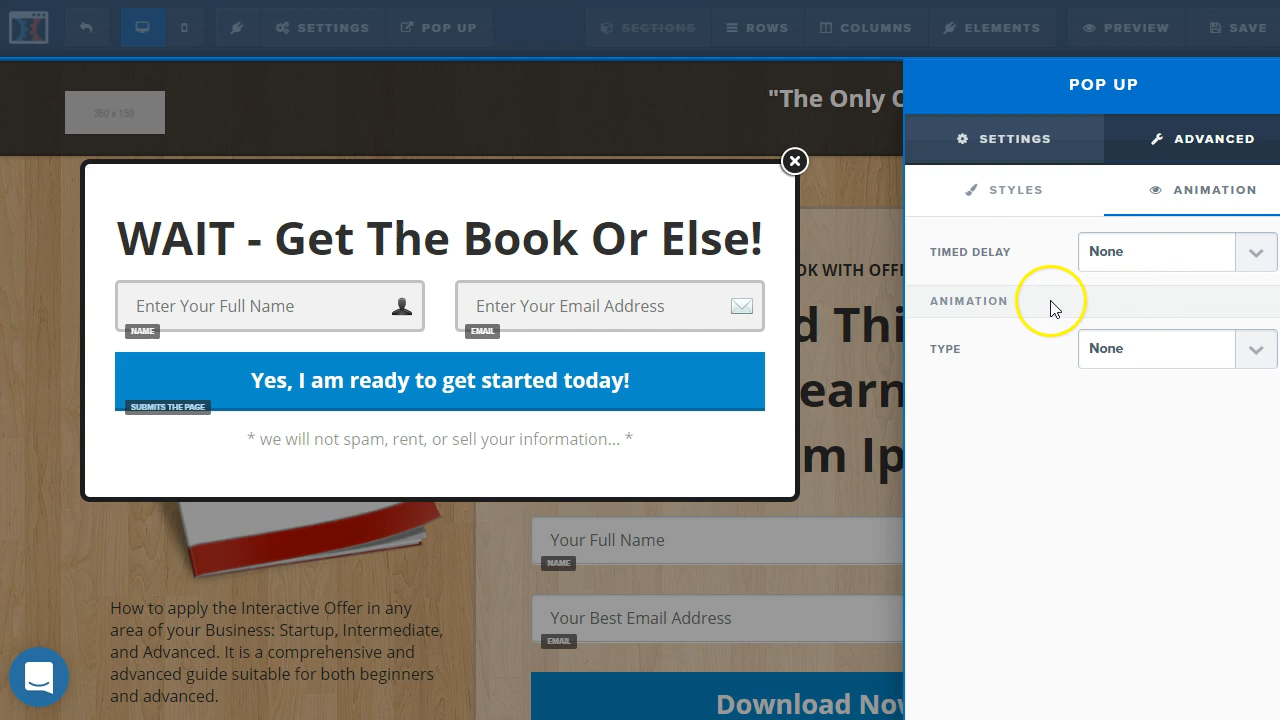 SETTINGS
POP UP
SECTIONS
ROWS
COLUMNS
ELEMENTS
PREVIEW
SAVE
350 x 150
"The Only C
POP UP
SETTINGS
ADVANCED
STYLES
ANIMATION
TIMED DELAY
None
ANIMATION
TYPE
None
WAIT - Get The Book Or Else!
Enter Your Full Name
NAME
Enter Your Email Address
EMAIL
Yes, I am ready to get started today!
SUBMITS THE PAGE
* we will not spam, rent, or sell your information... *
OK WITH OFF
d Thi
earn
m Ip
Your Full Name
NAME
Your Best Email Address
EMAIL
Download Now
How to apply the Interactive Offer in any
area of your Business: Startup, Intermediate,
and Advanced. It is a comprehensive and
advanced guide suitable for both beginners
and advanced.